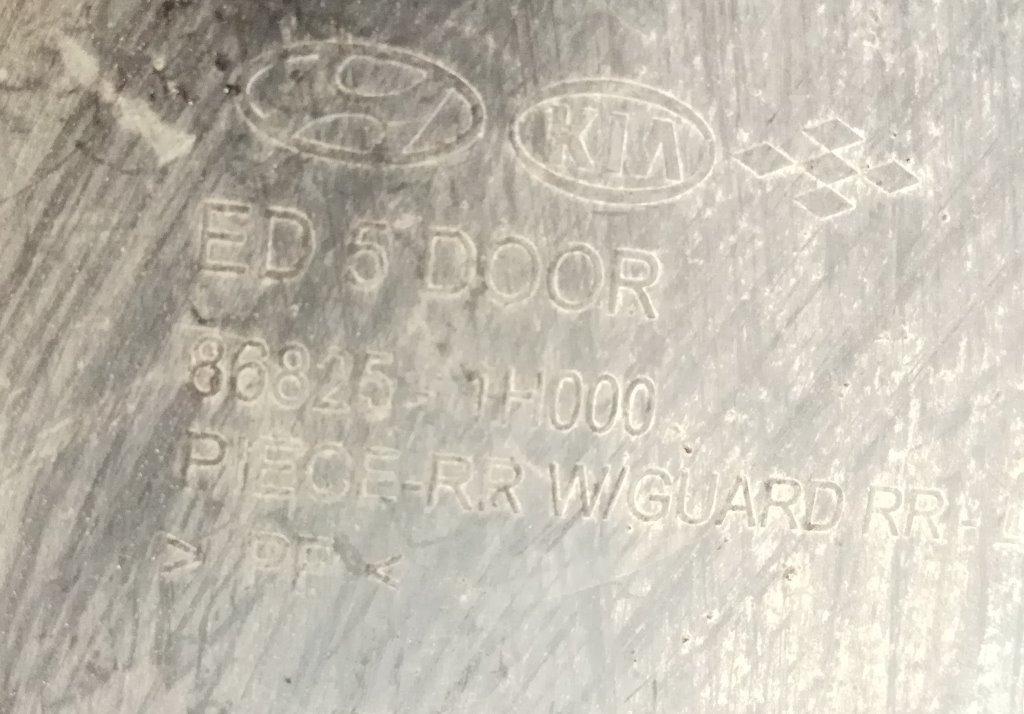 KIA
ED 5 DOOR
86825-1H000
PIECE-RR W/GUARD RR-
> PP <